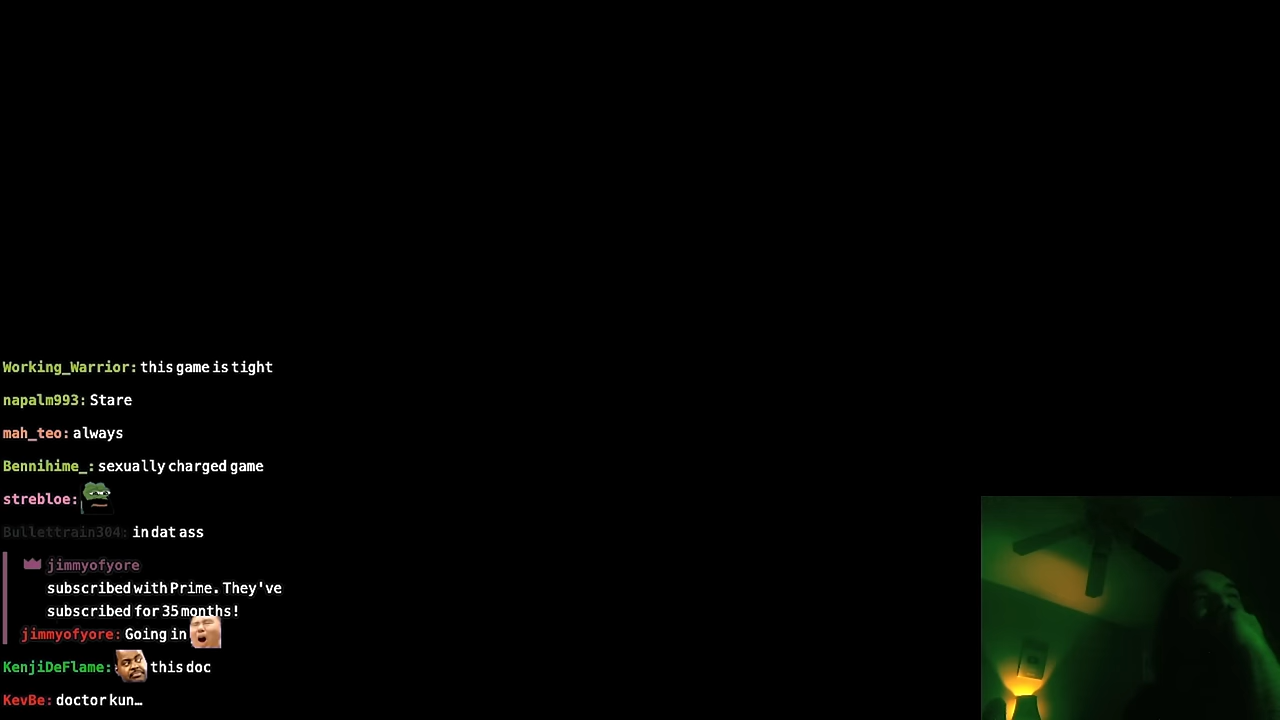 Working_Warrior: this game is tight
napalm993: Stare
mah_teo: always
Bennihime_: sexually charged game
strebloe:
Bullettrain304: in dat ass
jimmyofyore
subscribed with Prime. They've
subscribed for 35 months!
jimmyofyore: Going in
KenjiDeFlame: this doc
KevBe: doctor kun…